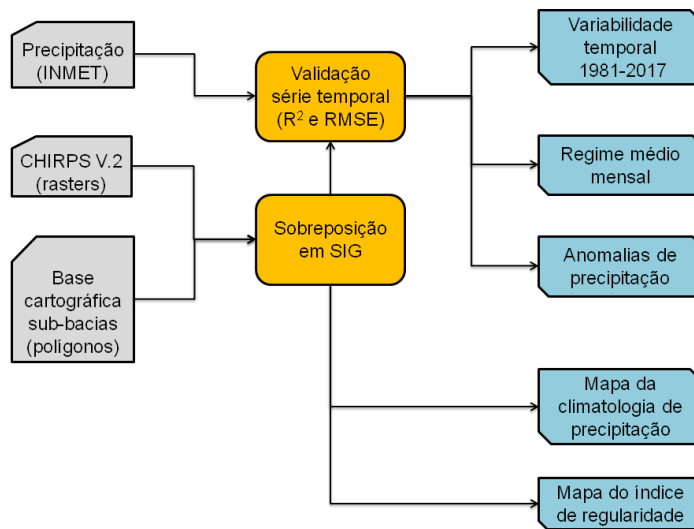 Precipitação
(INMET)
CHIRPS V.2
(rasters)
Base
cartográfica
sub-bacias
(polígonos)
Validação
série temporal
(R² e RMSE)
Sobreposição
em SIG
Variabilidade
temporal
1981-2017
Regime médio
mensal
Anomalias de
precipitação
Mapa da
climatologia de
precipitação
Mapa do índice
de regularidade